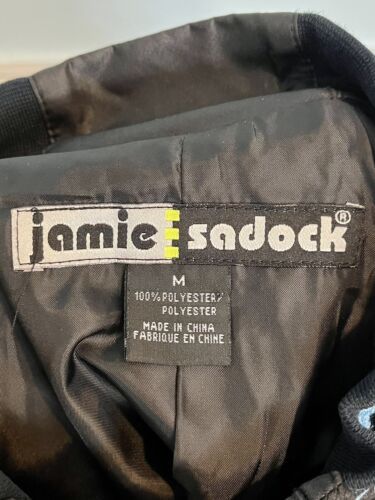 jamie sadock®
M
100% POLYESTER/
POLYESTER
MADE IN CHINA
FABRIQUE EN CHINE